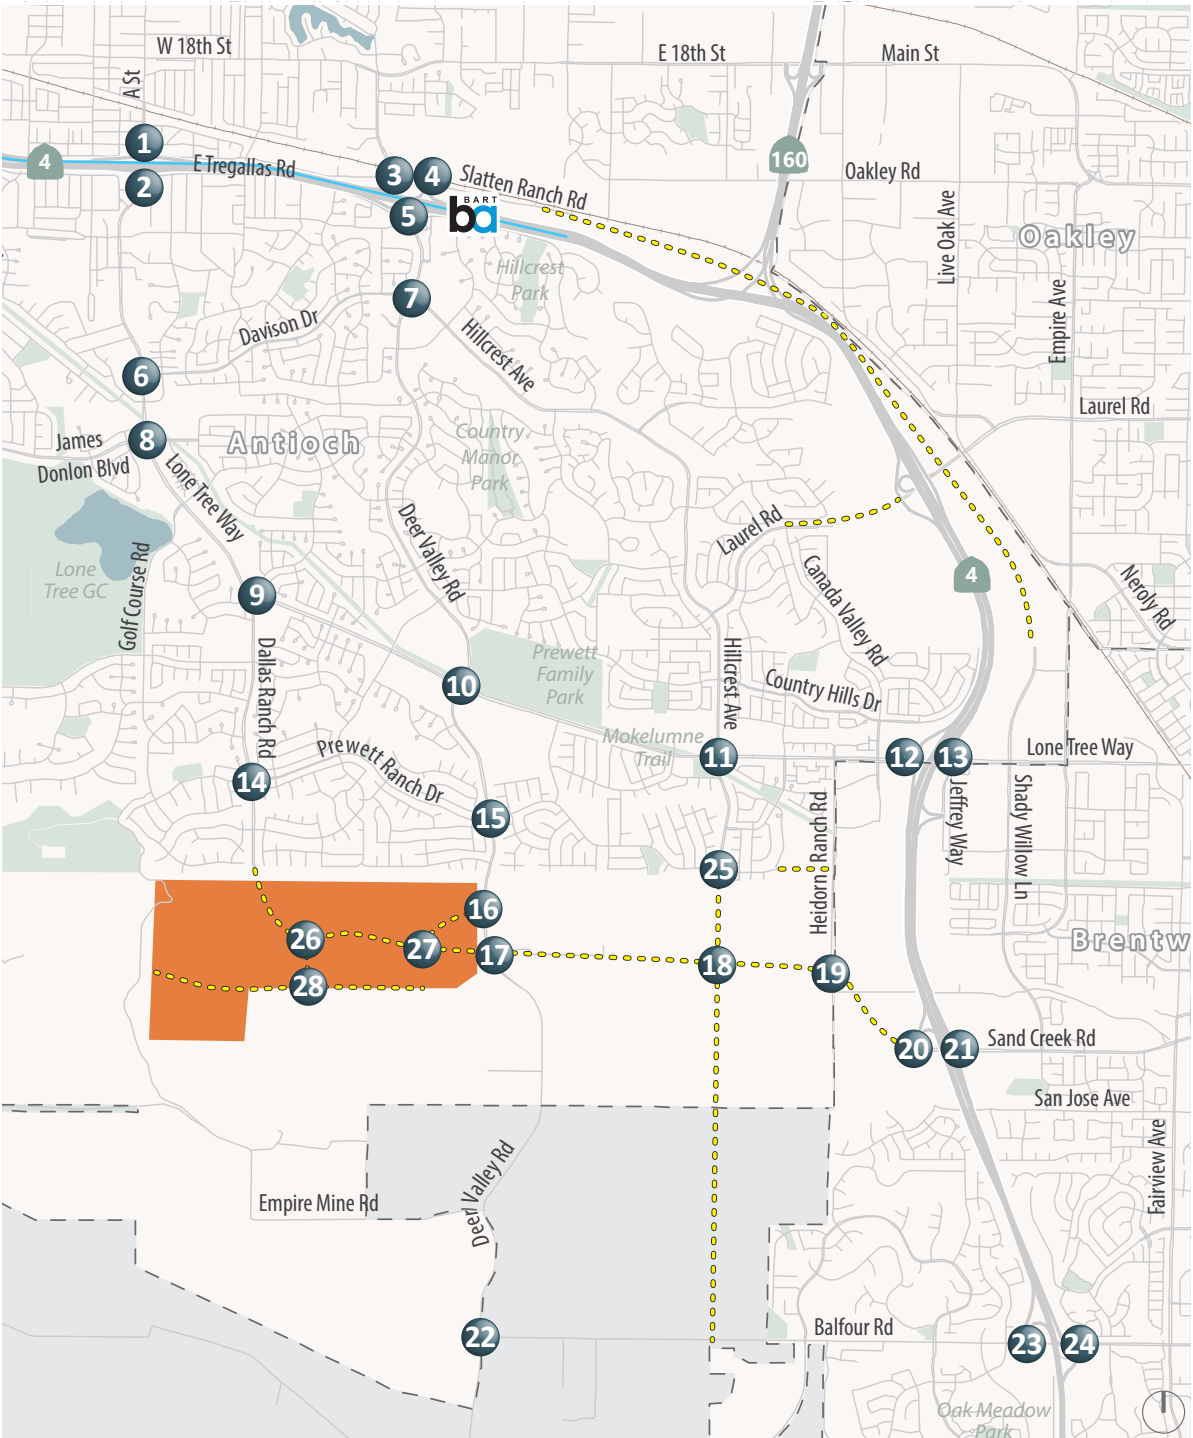 W 18th St
E 18th St
Main St
A St
1
4
E Tregallas Rd
2
3
4
Slatten Ranch Rd
160
Oakley Rd
BART
ba
5
Live Oak Ave
Oakley
Hillcrest
Park
7
Empire Ave
Davison Dr
Hillcrest Ave
6
Laurel Rd
James
Donlon Blvd
8
Antioch
Country
Manor
Park
Lone Tree Way
Deer Valley Rd
Laurel Rd
Lone
Tree GC
Golf Course Rd
9
4
Canada Valley Rd
Neroly Rd
Dallas Ranch Rd
10
Prewett
Family
Park
Hillcrest Ave
Country Hills Dr
Mokelumne
Trail
11
12
13
Lone Tree Way
Prewett Ranch Dr
14
15
Heidorn Ranch Rd
Jeffrey Way
Shady Willow Ln
25
16
26
27
17
18
19
Brentw
28
20
21
Sand Creek Rd
San Jose Ave
Fairview Ave
Deer Valley Rd
Empire Mine Rd
22
Balfour Rd
23
24
Oak Meadow
Park